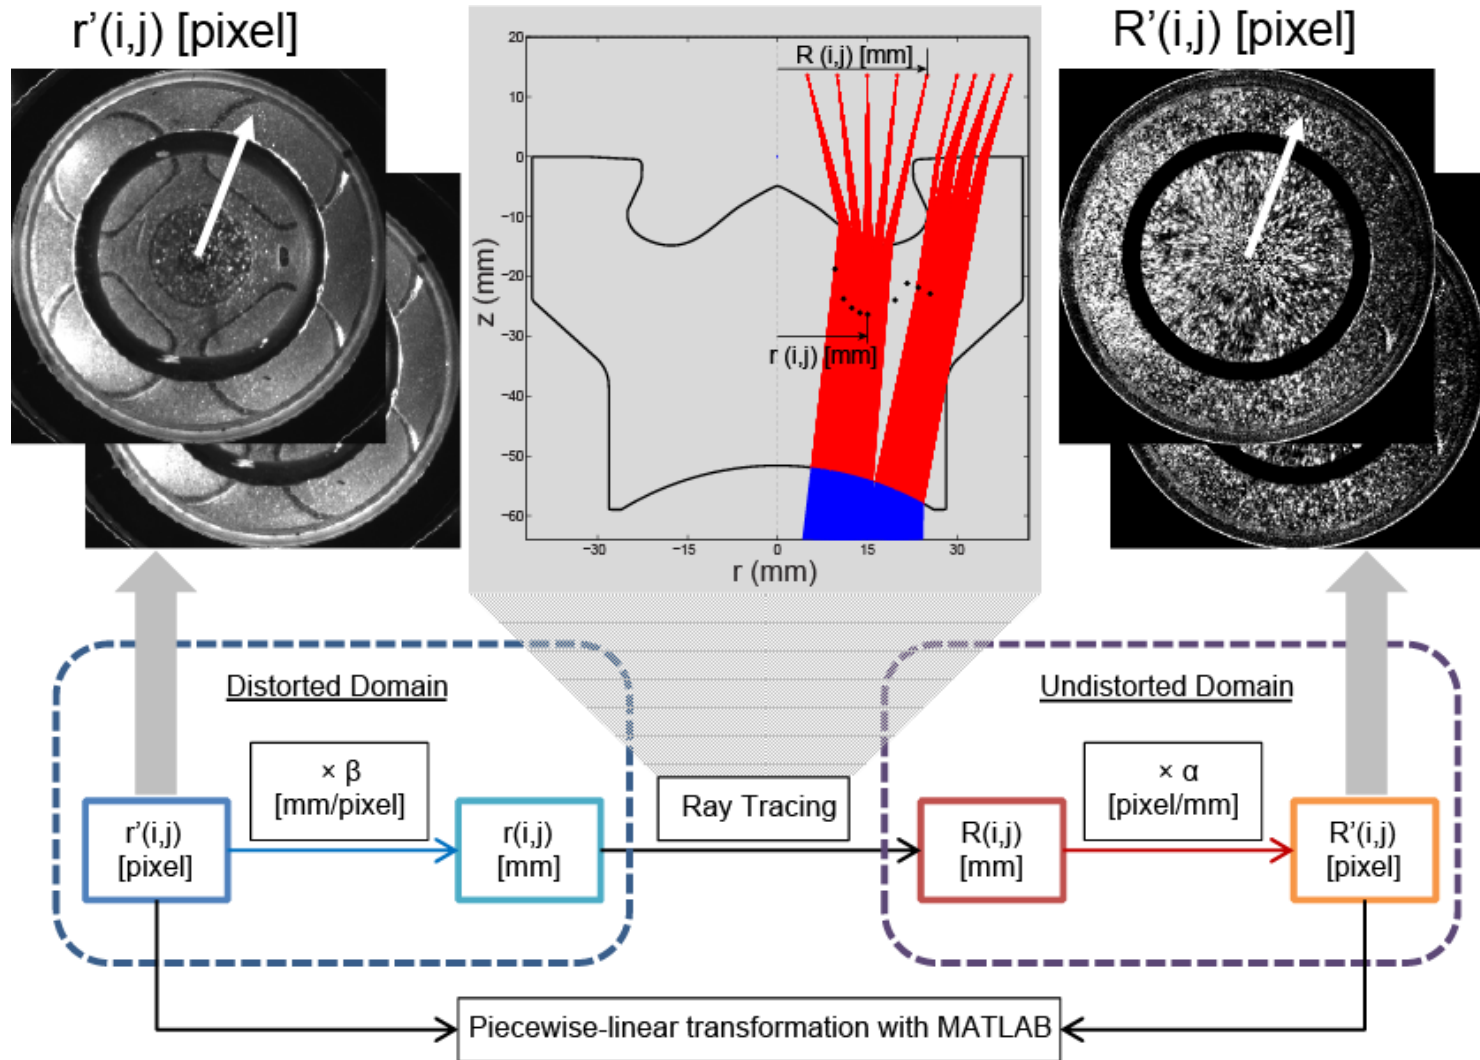 r’(i,j) [pixel]
R’(i,j) [pixel]
20
10
0
−10
−20
−30
−40
−50
−60
z (mm)
R (i,j) [mm]
r (i,j) [mm]
−30
−15
0
15
30
r (mm)
Distorted Domain
Undistorted Domain
× β
[mm/pixel]
× α
[pixel/mm]
r’(i,j)
[pixel]
r(i,j)
[mm]
Ray Tracing
R(i,j)
[mm]
R’(i,j)
[pixel]
Piecewise-linear transformation with MATLAB